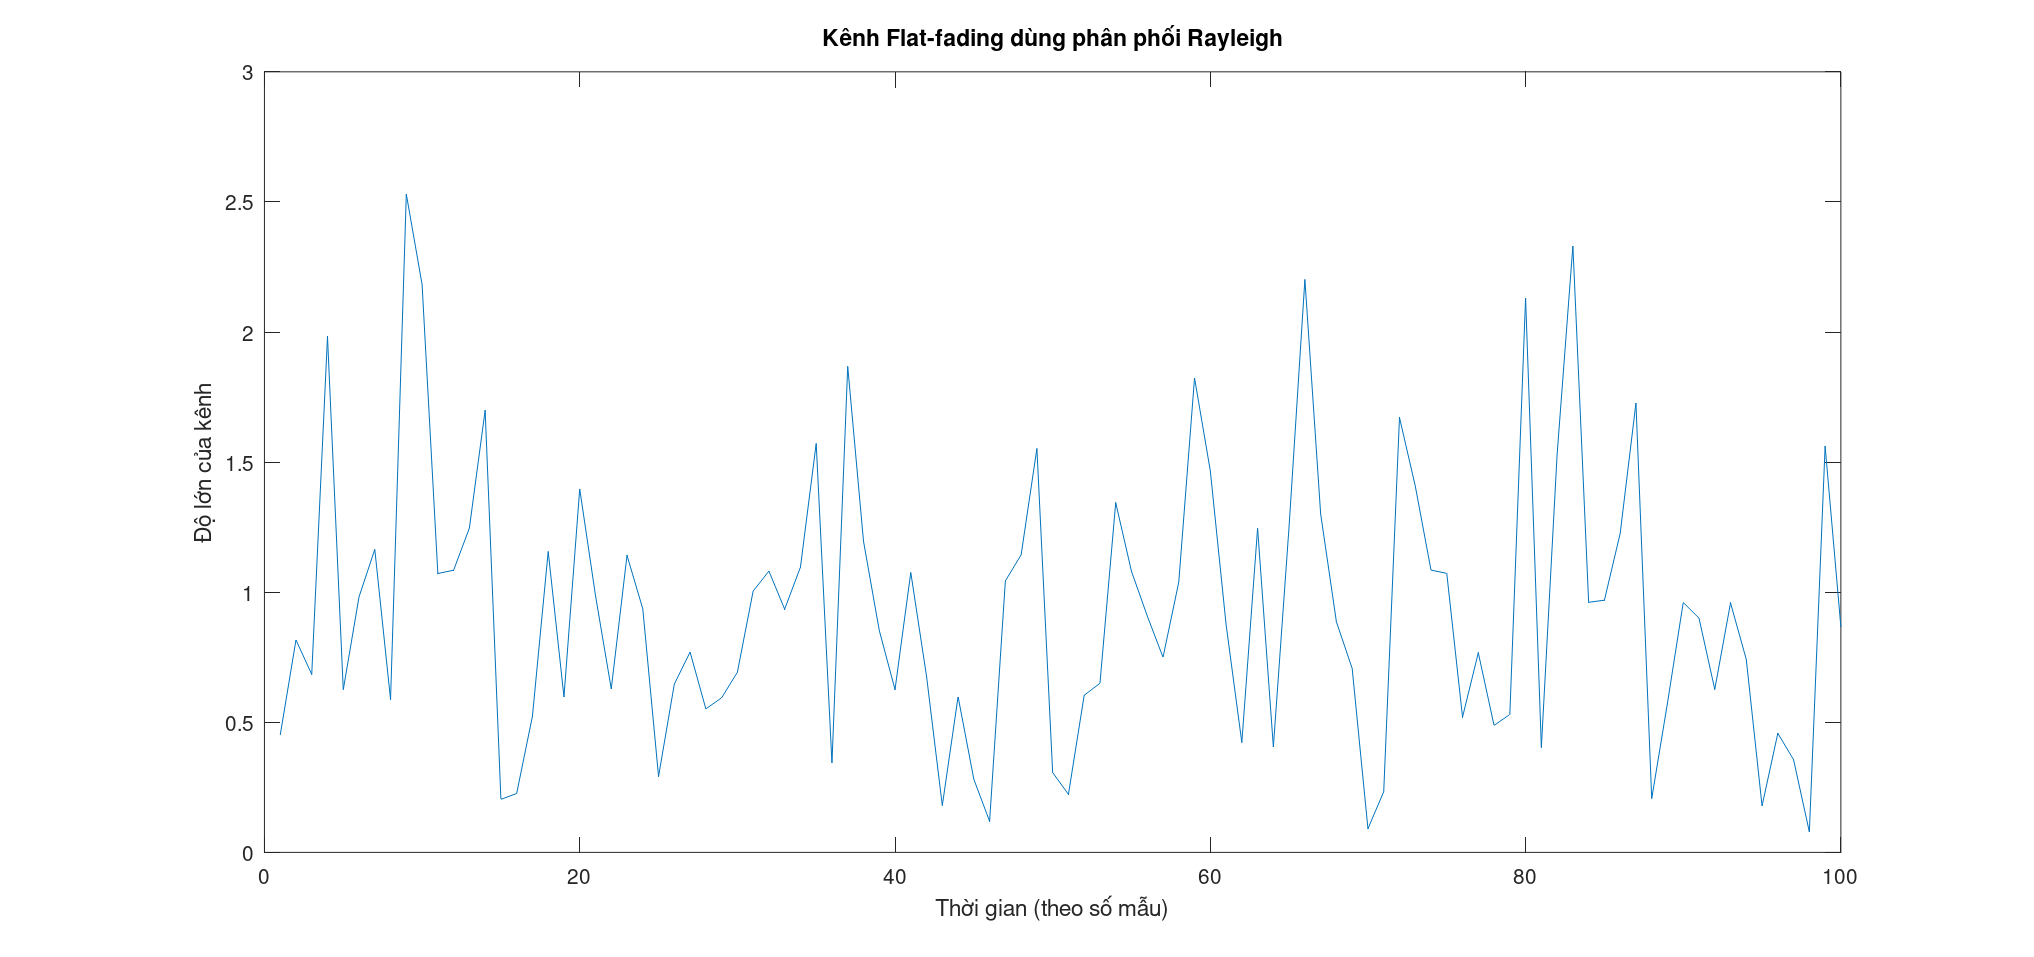 Kênh Flat-fading dùng phân phối Rayleigh
3
2.5
2
1.5
1
0.5
0
Độ lớn của kênh
0 20 40 60 80 100
Thời gian (theo số mẫu)